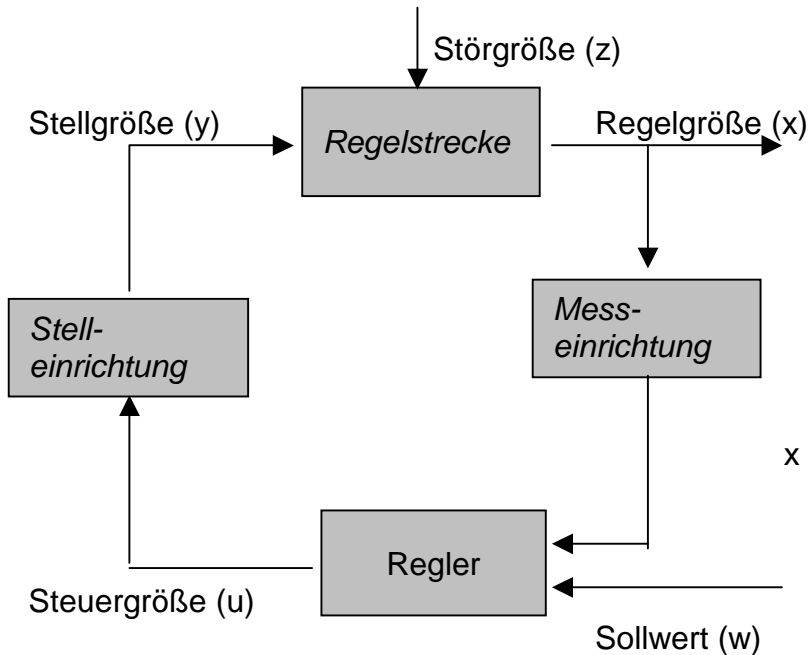 Störgröße (z)
Stellgröße (y)
Regelstrecke
Regelgröße (x)
Stell-
einrichtung
Mess-
einrichtung
x
Regler
Steuergröße (u)
Sollwert (w)